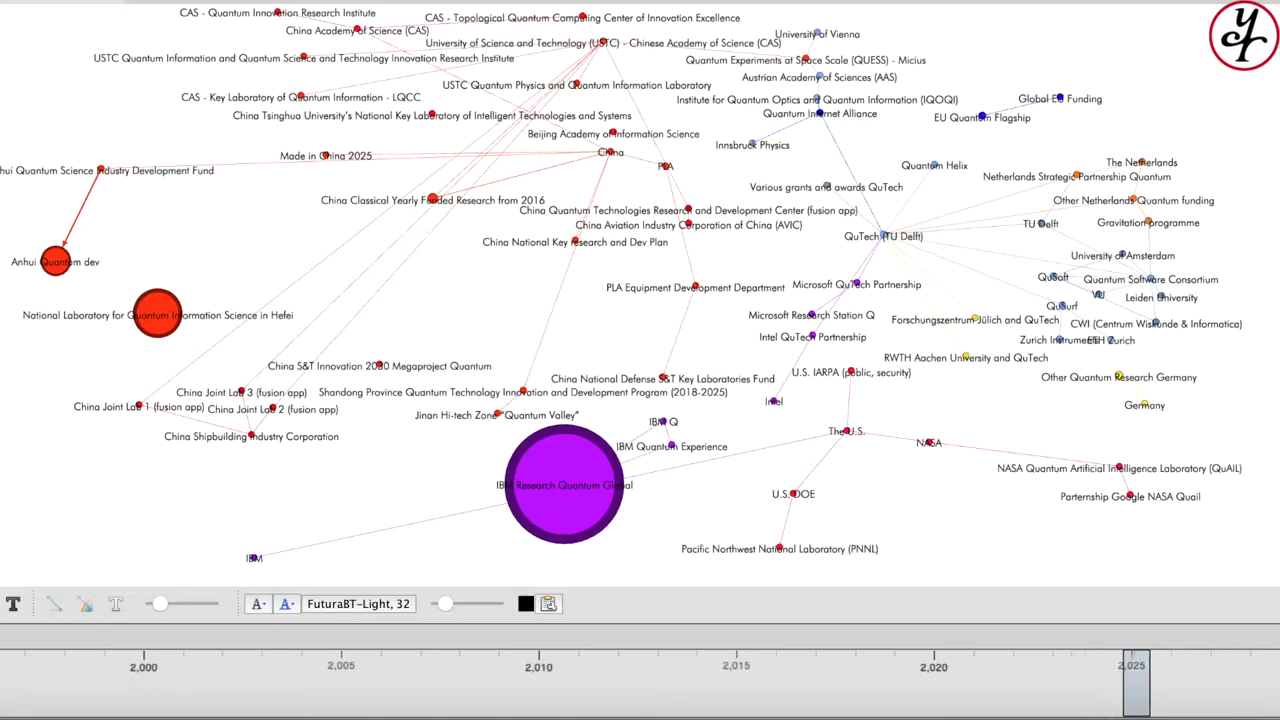 CAS - Quantum Innovation Research Institute
CAS - Topological Quantum Computing Center of Innovation Excellence
China Academy of Science (CAS)
University of Vienna
University of Science and Technology (USTC) - Chinese Academy of Science (CAS)
USTC Quantum Information and Quantum Science and Technology Innovation Research Institute
Quantum Experiments at Space Scale (QUESS) - Micius
Austrian Academy of Sciences (AAS)
USTC Quantum Physics and Quantum Information Laboratory
CAS - Key Laboratory of Quantum Information - LQCC
Institute for Quantum Optics and Quantum Information (IQOQI)
Global EU Funding
China Tsinghua University's National Key Laboratory of Intelligent Technologies and Systems
Quantum Internet Alliance
EU Quantum Flagship
Beijing Academy of Information Science
Innsbruck Physics
Made in China 2025
China
PLA
Quantum Helix
The Netherlands
hui Quantum Science Industry Development Fund
Netherlands Strategic Partnership Quantum
Various grants and awards QuTech
China Classical Yearly Funded Research from 2016
Other Netherlands Quantum funding
China Quantum Technologies Research and Development Center (fusion app)
China Aviation Industry Corporation of China (AVIC)
TU Delft
Gravitation programme
China National Key research and Dev Plan
QuTech (TU Delft)
Anhui Quantum dev
University of Amsterdam
PLA Equipment Development Department
Microsoft QuTech Partnership
QuSoft
Quantum Software Consortium
VU
Leiden University
National Laboratory for Quantum Information Science in Hefei
Microsoft Research Station Q
QuSurf
Forschungszentrum Jülich and QuTech
CWI (Centrum Wiskunde & Informatica)
Intel QuTech Partnership
Zurich Instruments
ETH Zurich
RWTH Aachen University and QuTech
China S&T Innovation 2030 Megaproject Quantum
U.S. IARPA (public, security)
China National Defense S&T Key Laboratories Fund
Other Quantum Research Germany
China Joint Lab 3 (fusion app)
Shandong Province Quantum Technology Innovation and Development Program (2018-2025)
China Joint Lab 1 (fusion app)
China Joint Lab 2 (fusion app)
Intel
Germany
Jinan Hi-tech Zone "Quantum Valley"
IBM Q
China Shipbuilding Industry Corporation
The U.S.
IBM Quantum Experience
NASA
NASA Quantum Artificial Intelligence Laboratory (QuAIL)
IBM Research Quantum Global
U.S. DOE
Parternship Google NASA Quail
Pacific Northwest National Laboratory (PNNL)
IBM
T T A A FuturaBT-Light, 32
2,000 2,005 2,010 2,015 2,020 2,025